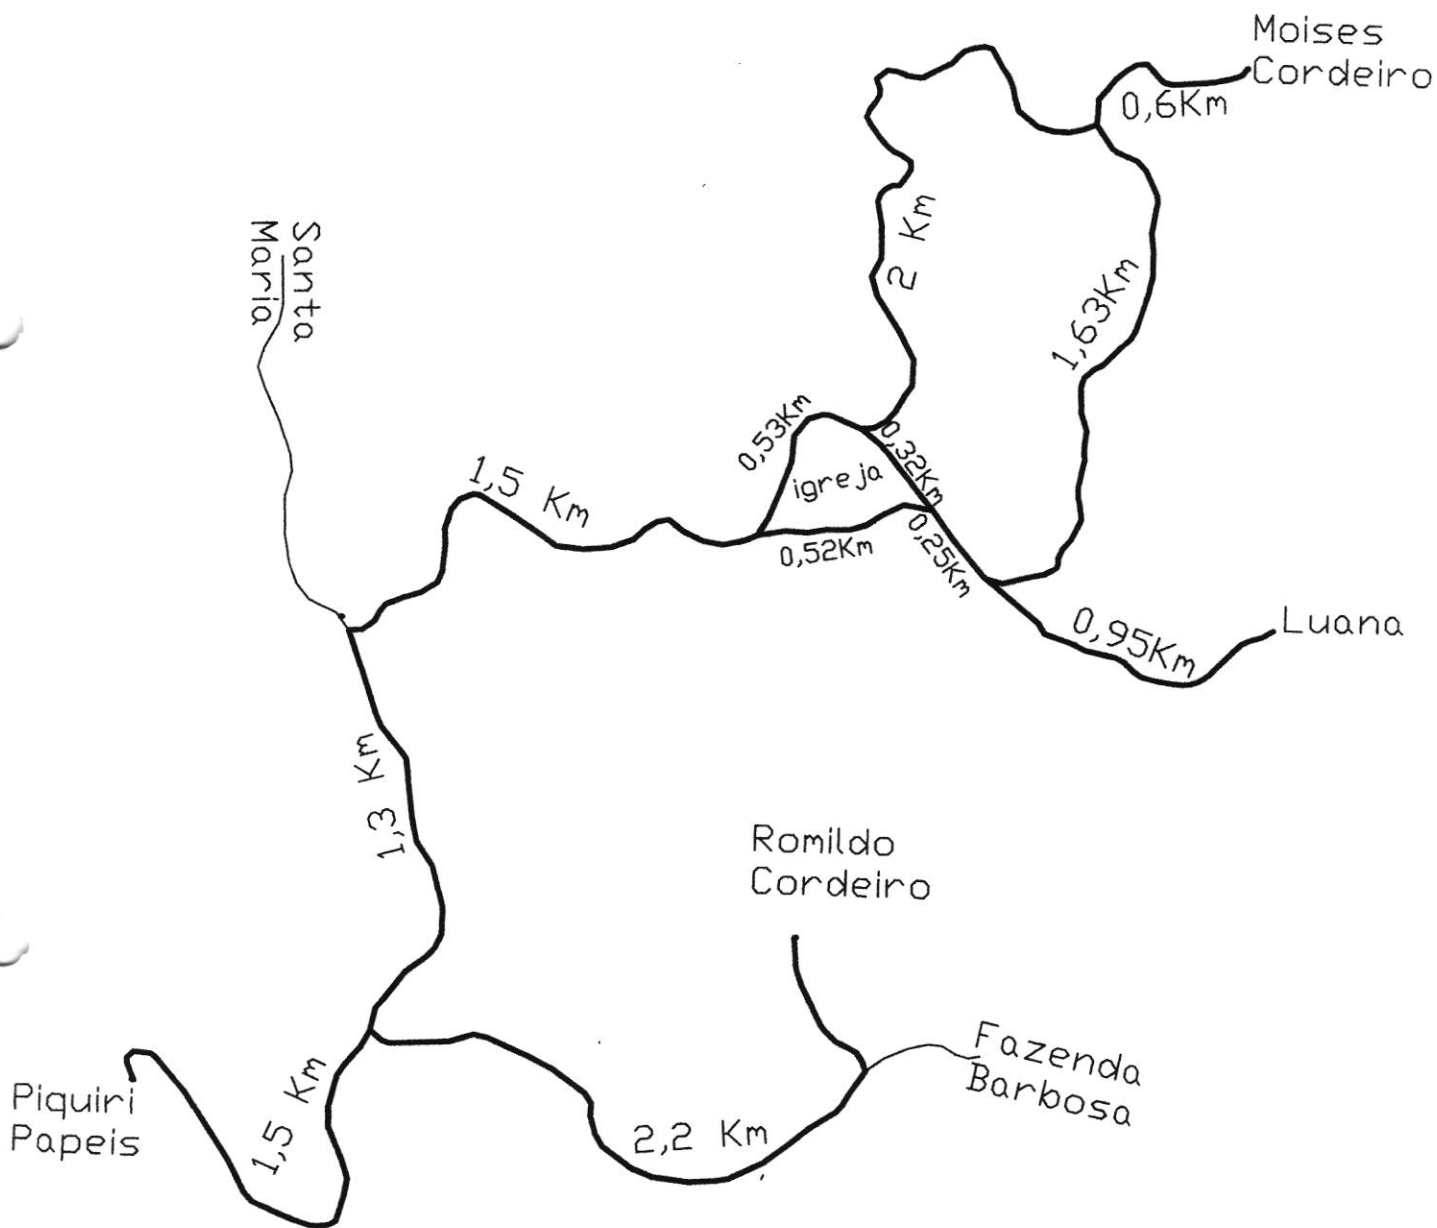 Moises
Cordeiro
0,6Km
2 Km
Santa
Maria
1,63Km
0,53Km
0,32Km
igreja
1,5 Km
0,52Km
0,25Km
0,95Km
Luana
1,3 Km
Romildo
Cordeiro
Fazenda
Barbosa
Piquiri
Papeis
1,5 Km
2,2 Km